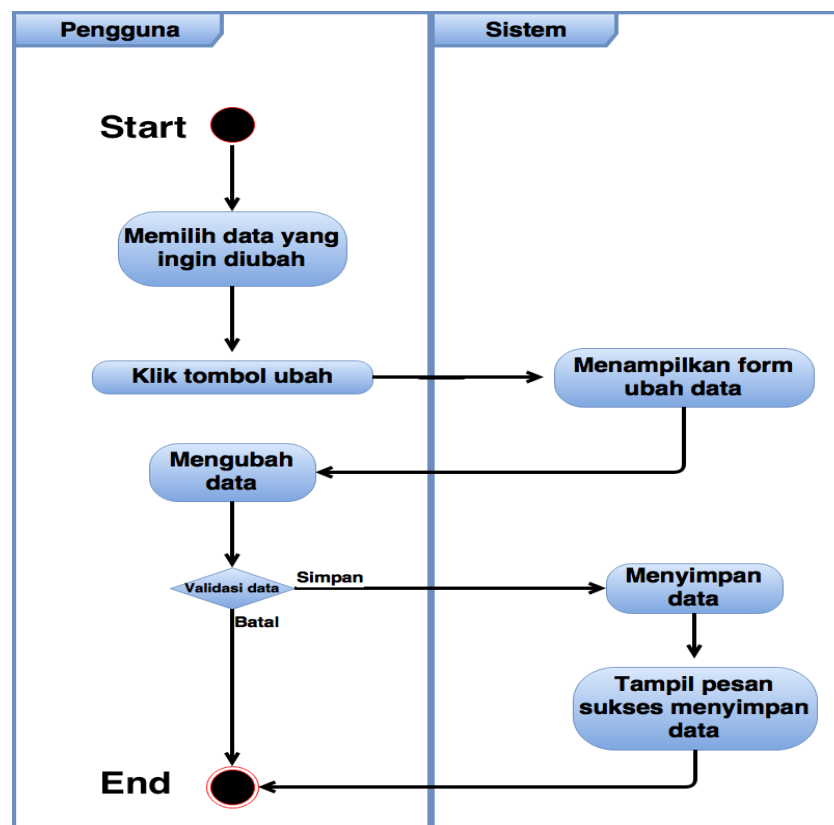 Pengguna
Sistem
Start
Memilih data yang
ingin diubah
Klik tombol ubah
Menampilkan form
ubah data
Mengubah
data
Validasi data
Simpan
Batal
Menyimpan
data
Tampil pesan
sukses menyimpan
data
End